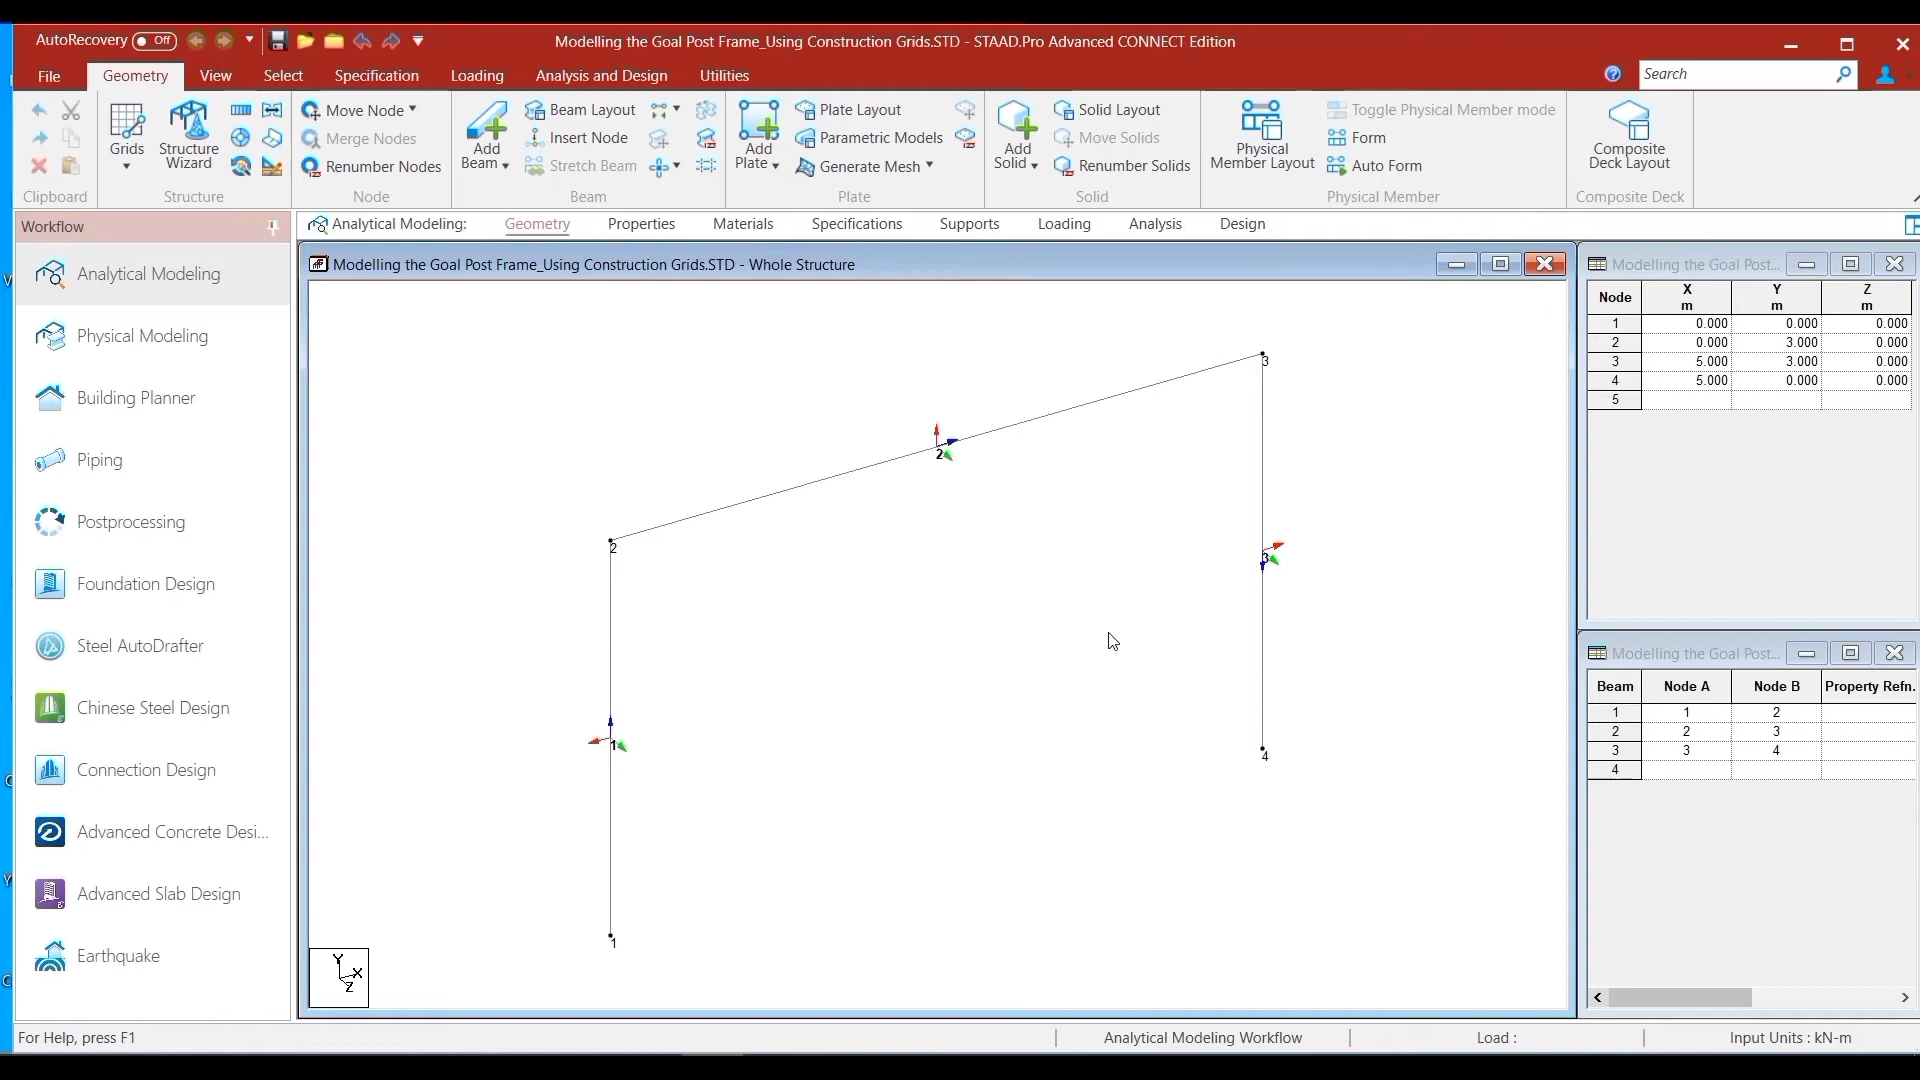 AutoRecovery Off
Modelling the Goal Post Frame_Using Construction Grids.STD - STAAD.Pro Advanced CONNECT Edition
File Geometry View Select Specification Loading Analysis and Design Utilities
Search
Clipboard
Grids
Structure Wizard
Structure
Move Node
Merge Nodes
Renumber Nodes
Node
Add Beam
Beam Layout
Insert Node
Stretch Beam
Beam
Add Plate
Plate Layout
Parametric Models
Generate Mesh
Plate
Add Solid
Solid Layout
Move Solids
Renumber Solids
Solid
Physical Member Layout
Toggle Physical Member mode
Form
Auto Form
Physical Member
Composite Deck Layout
Composite Deck
Workflow
Analytical Modeling
Physical Modeling
Building Planner
Piping
Postprocessing
Foundation Design
Steel AutoDrafter
Chinese Steel Design
Connection Design
Advanced Concrete Desi...
Advanced Slab Design
Earthquake
Analytical Modeling: Geometry Properties Materials Specifications Supports Loading Analysis Design
Modelling the Goal Post Frame_Using Construction Grids.STD - Whole Structure
3
2
2
3
1
4
1
Y
X
Z
Modelling the Goal Post...
Node X m Y m Z m
1 0.000 0.000 0.000
2 0.000 3.000 0.000
3 5.000 3.000 0.000
4 5.000 0.000 0.000
5
Modelling the Goal Post...
Beam Node A Node B Property Refn.
1 1 2
2 2 3
3 3 4
4
For Help, press F1
Analytical Modeling Workflow
Load :
Input Units : kN-m